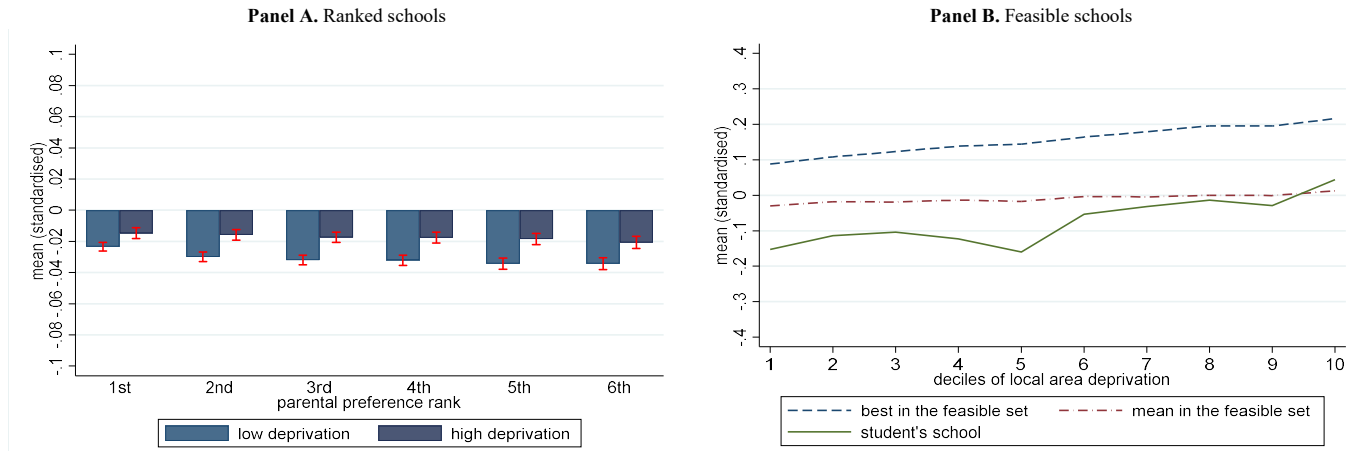 Panel A. Ranked schools
mean (standardised)
.1
.08
.06
.04
.02
0
-.02
-.04
-.06
-.08
-.1
1st 2nd 3rd 4th 5th 6th
parental preference rank
low deprivation high deprivation
Panel B. Feasible schools
mean (standardised)
.4
.3
.2
.1
0
-.1
-.2
-.3
-.4
1 2 3 4 5 6 7 8 9 10
deciles of local area deprivation
best in the feasible set mean in the feasible set
student's school